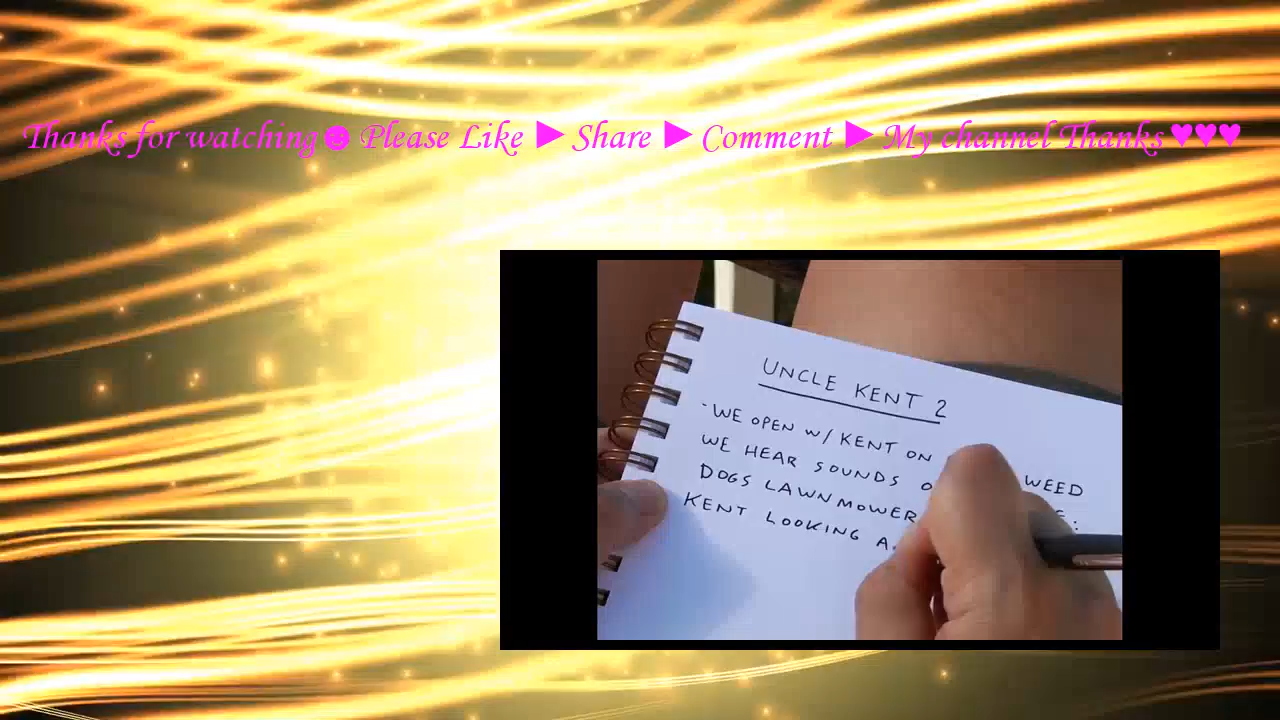 Thanks for watching☻ Please Like ► Share ► Comment ► My channel Thanks ♥♥♥
UNCLE KENT 2
-WE OPEN W/ KENT ON WEED
WE HEAR SOUNDS
DOGS LAWNMOWER
KENT LOOKING